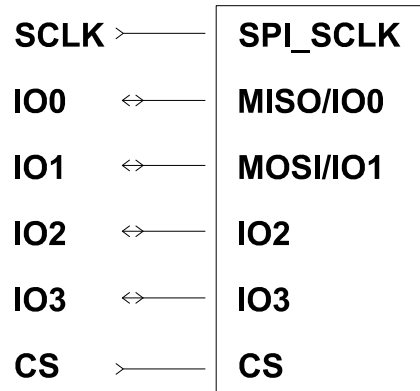 SCLK SPI_SCLK
IO0 MISO/IO0
IO1 MOSI/IO1
IO2 IO2
IO3 IO3
CS CS